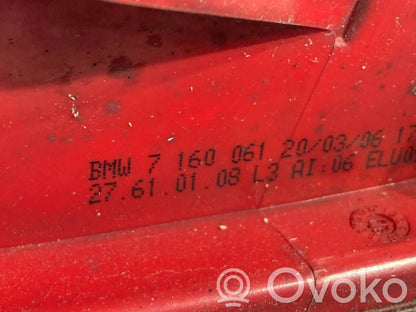 BMW 7 160 061 20/03/06 17
27.61.01.08 L3 AI:06 ELU0
Ovoko